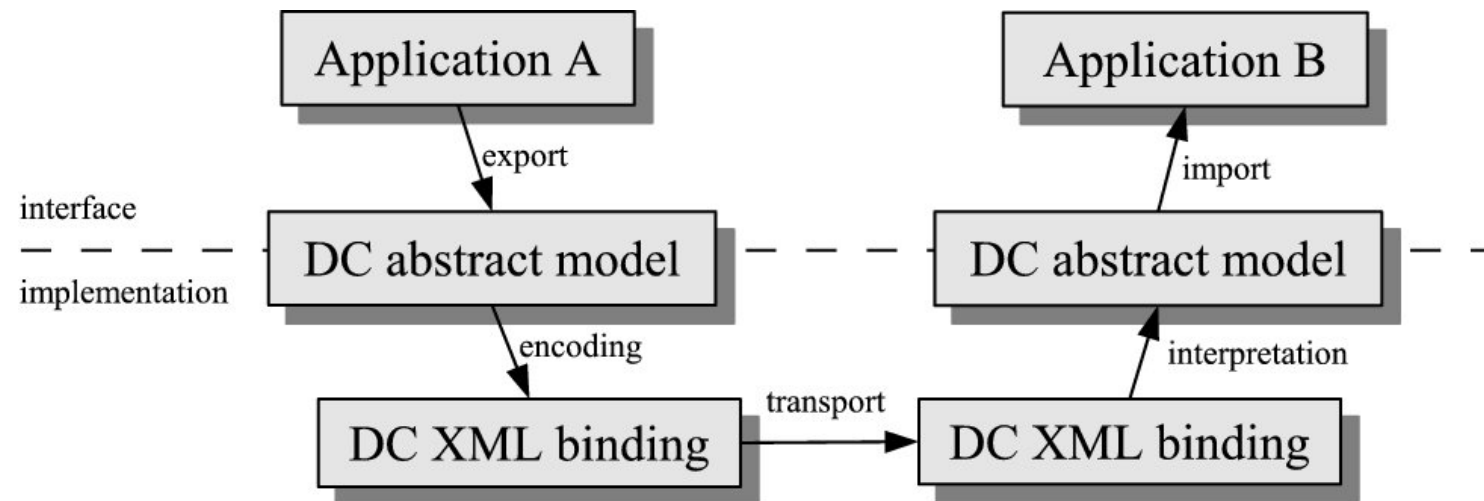 Application A
Application B
export
import
interface
DC abstract model
DC abstract model
implementation
encoding
interpretation
transport
DC XML binding
DC XML binding